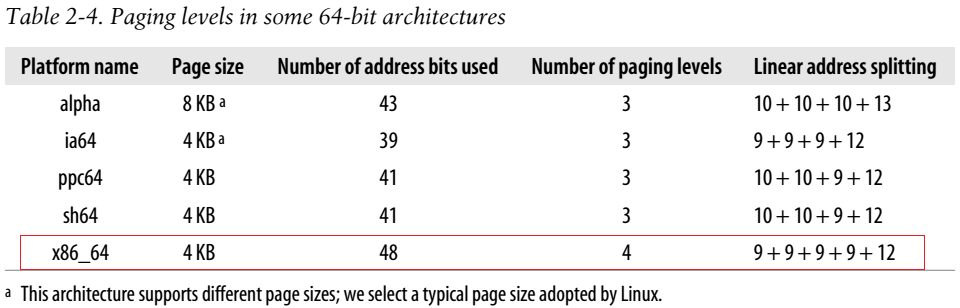 Table 2-4. Paging levels in some 64-bit architectures
Platform name Page size Number of address bits used Number of paging levels Linear address splitting
alpha 8 KB a 43 3 10 + 10 + 10 + 13
ia64 4 KB a 39 3 9 + 9 + 9 + 12
ppc64 4 KB 41 3 10 + 10 + 9 + 12
sh64 4 KB 41 3 10 + 10 + 9 + 12
x86_64 4 KB 48 4 9 + 9 + 9 + 9 + 12
a This architecture supports different page sizes; we select a typical page size adopted by Linux.